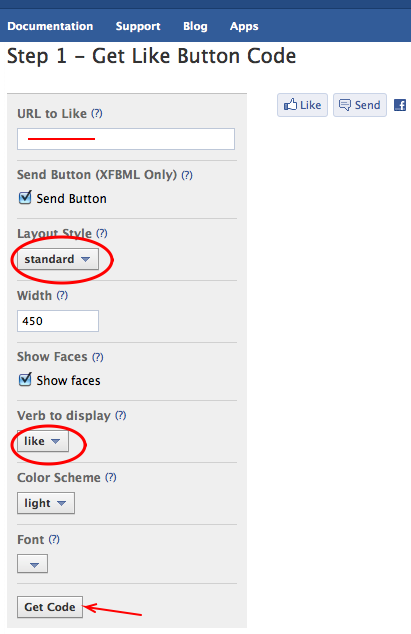 Documentation Support Blog Apps
Step 1 – Get Like Button Code
URL to Like (?)
Like Send f
Send Button (XFBML Only) (?)
Send Button
Layout Style (?)
standard
Width (?)
450
Show Faces (?)
Show faces
Verb to display (?)
like
Color Scheme (?)
light
Font (?)
Get Code